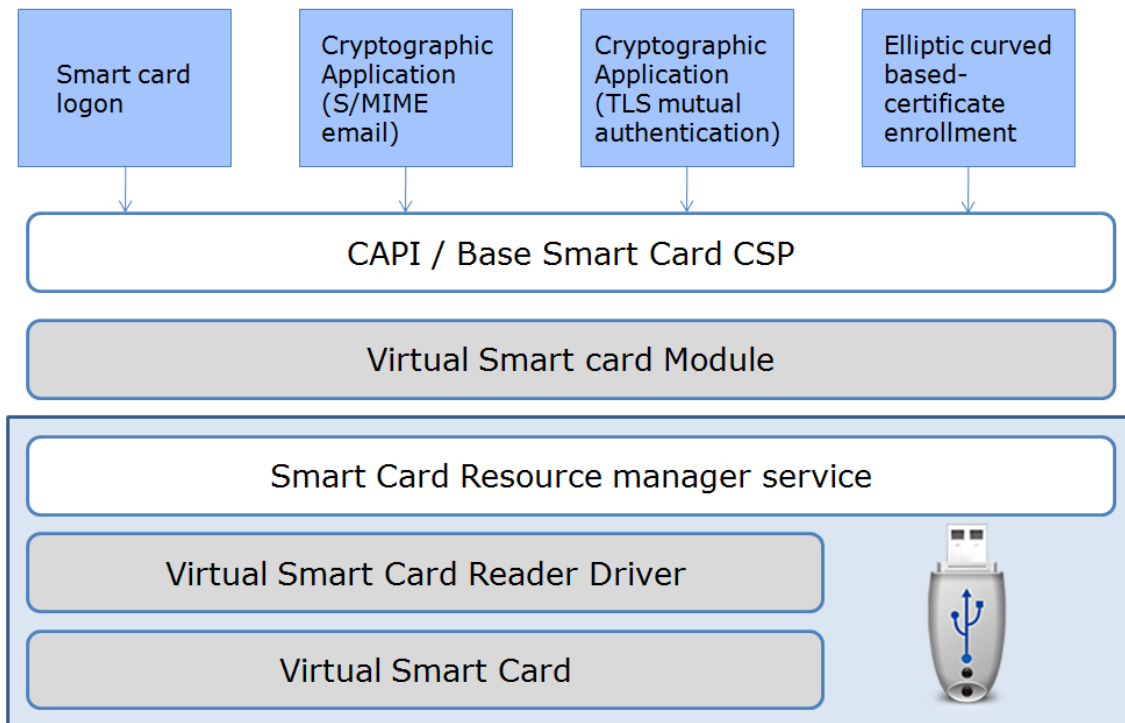 Smart card
logon
Cryptographic
Application
(S/MIME
email)
Cryptographic
Application
(TLS mutual
authentication)
Elliptic curved
based-
certificate
enrollment
CAPI / Base Smart Card CSP
Virtual Smart card Module
Smart Card Resource manager service
Virtual Smart Card Reader Driver
Virtual Smart Card